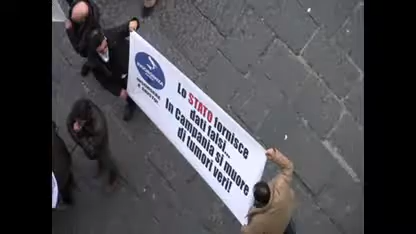 Lo STATO fornisce
dati falsi...
In Campania si muore
di tumori veri!